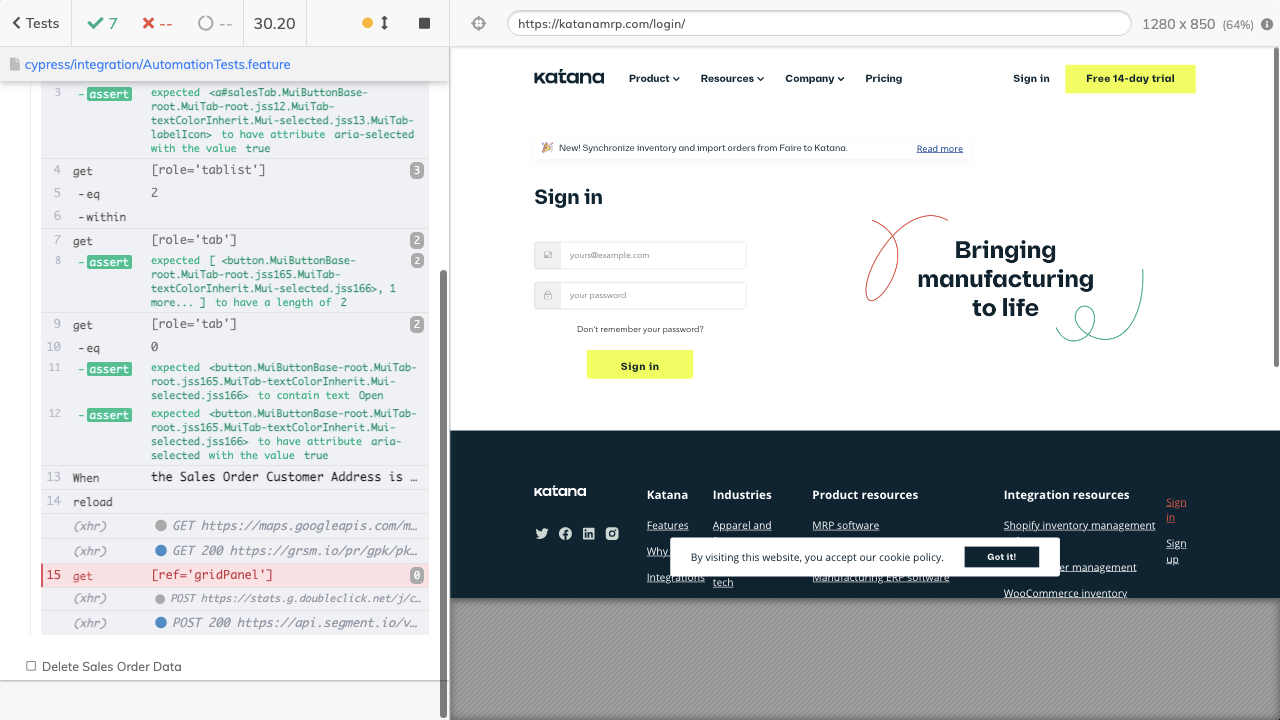 Tests
7
--
--
30.20
https://katanamrp.com/login/
1280 x 850 (64%)
cypress/integration/AutomationTests.feature
3 -assert expected <a#salesTab.MuiButtonBase-
root.MuiTab-root.jss12.MuiTab-
textColorInherit.Mui-selected.jss13.MuiTab-
labelIcon> to have attribute aria-selected
with the value true
4 get [role='tablist'] 3
5 -eq 2
6 -within
7 get [role='tab'] 2
8 -assert expected [ <button.MuiButtonBase- 2
root.MuiTab-root.jss165.MuiTab-
textColorInherit.Mui-selected.jss166>, 1
more... ] to have a length of 2
9 get [role='tab'] 2
10 -eq 0
11 -assert expected <button.MuiButtonBase-root.MuiTab-
root.jss165.MuiTab-textColorInherit.Mui-
selected.jss166> to contain text Open
12 -assert expected <button.MuiButtonBase-root.MuiTab-
root.jss165.MuiTab-textColorInherit.Mui-
selected.jss166> to have attribute aria-
selected with the value true
13 When the Sales Order Customer Address is …
14 reload
(xhr) GET https://maps.googleapis.com/m…
(xhr) GET 200 https://grsm.io/pr/gpk/pk…
15 get [ref='gridPanel'] 0
(xhr) POST https://stats.g.doubleclick.net/j/c…
(xhr) POST 200 https://api.segment.io/v…
Delete Sales Order Data
katana
Product
Resources
Company
Pricing
Sign in
Free 14-day trial
New! Synchronize inventory and import orders from Faire to Katana.
Read more
Sign in
yours@example.com
your password
Don't remember your password?
Sign in
Bringing
manufacturing
to life
katana
Katana
Features
Why
Integrations
Industries
Apparel and
tech
Product resources
MRP software
Manufacturing ERP software
Integration resources
Shopify inventory management
er management
WooCommerce inventory
Sign
in
Sign
up
By visiting this website, you accept our cookie policy.
Got it!